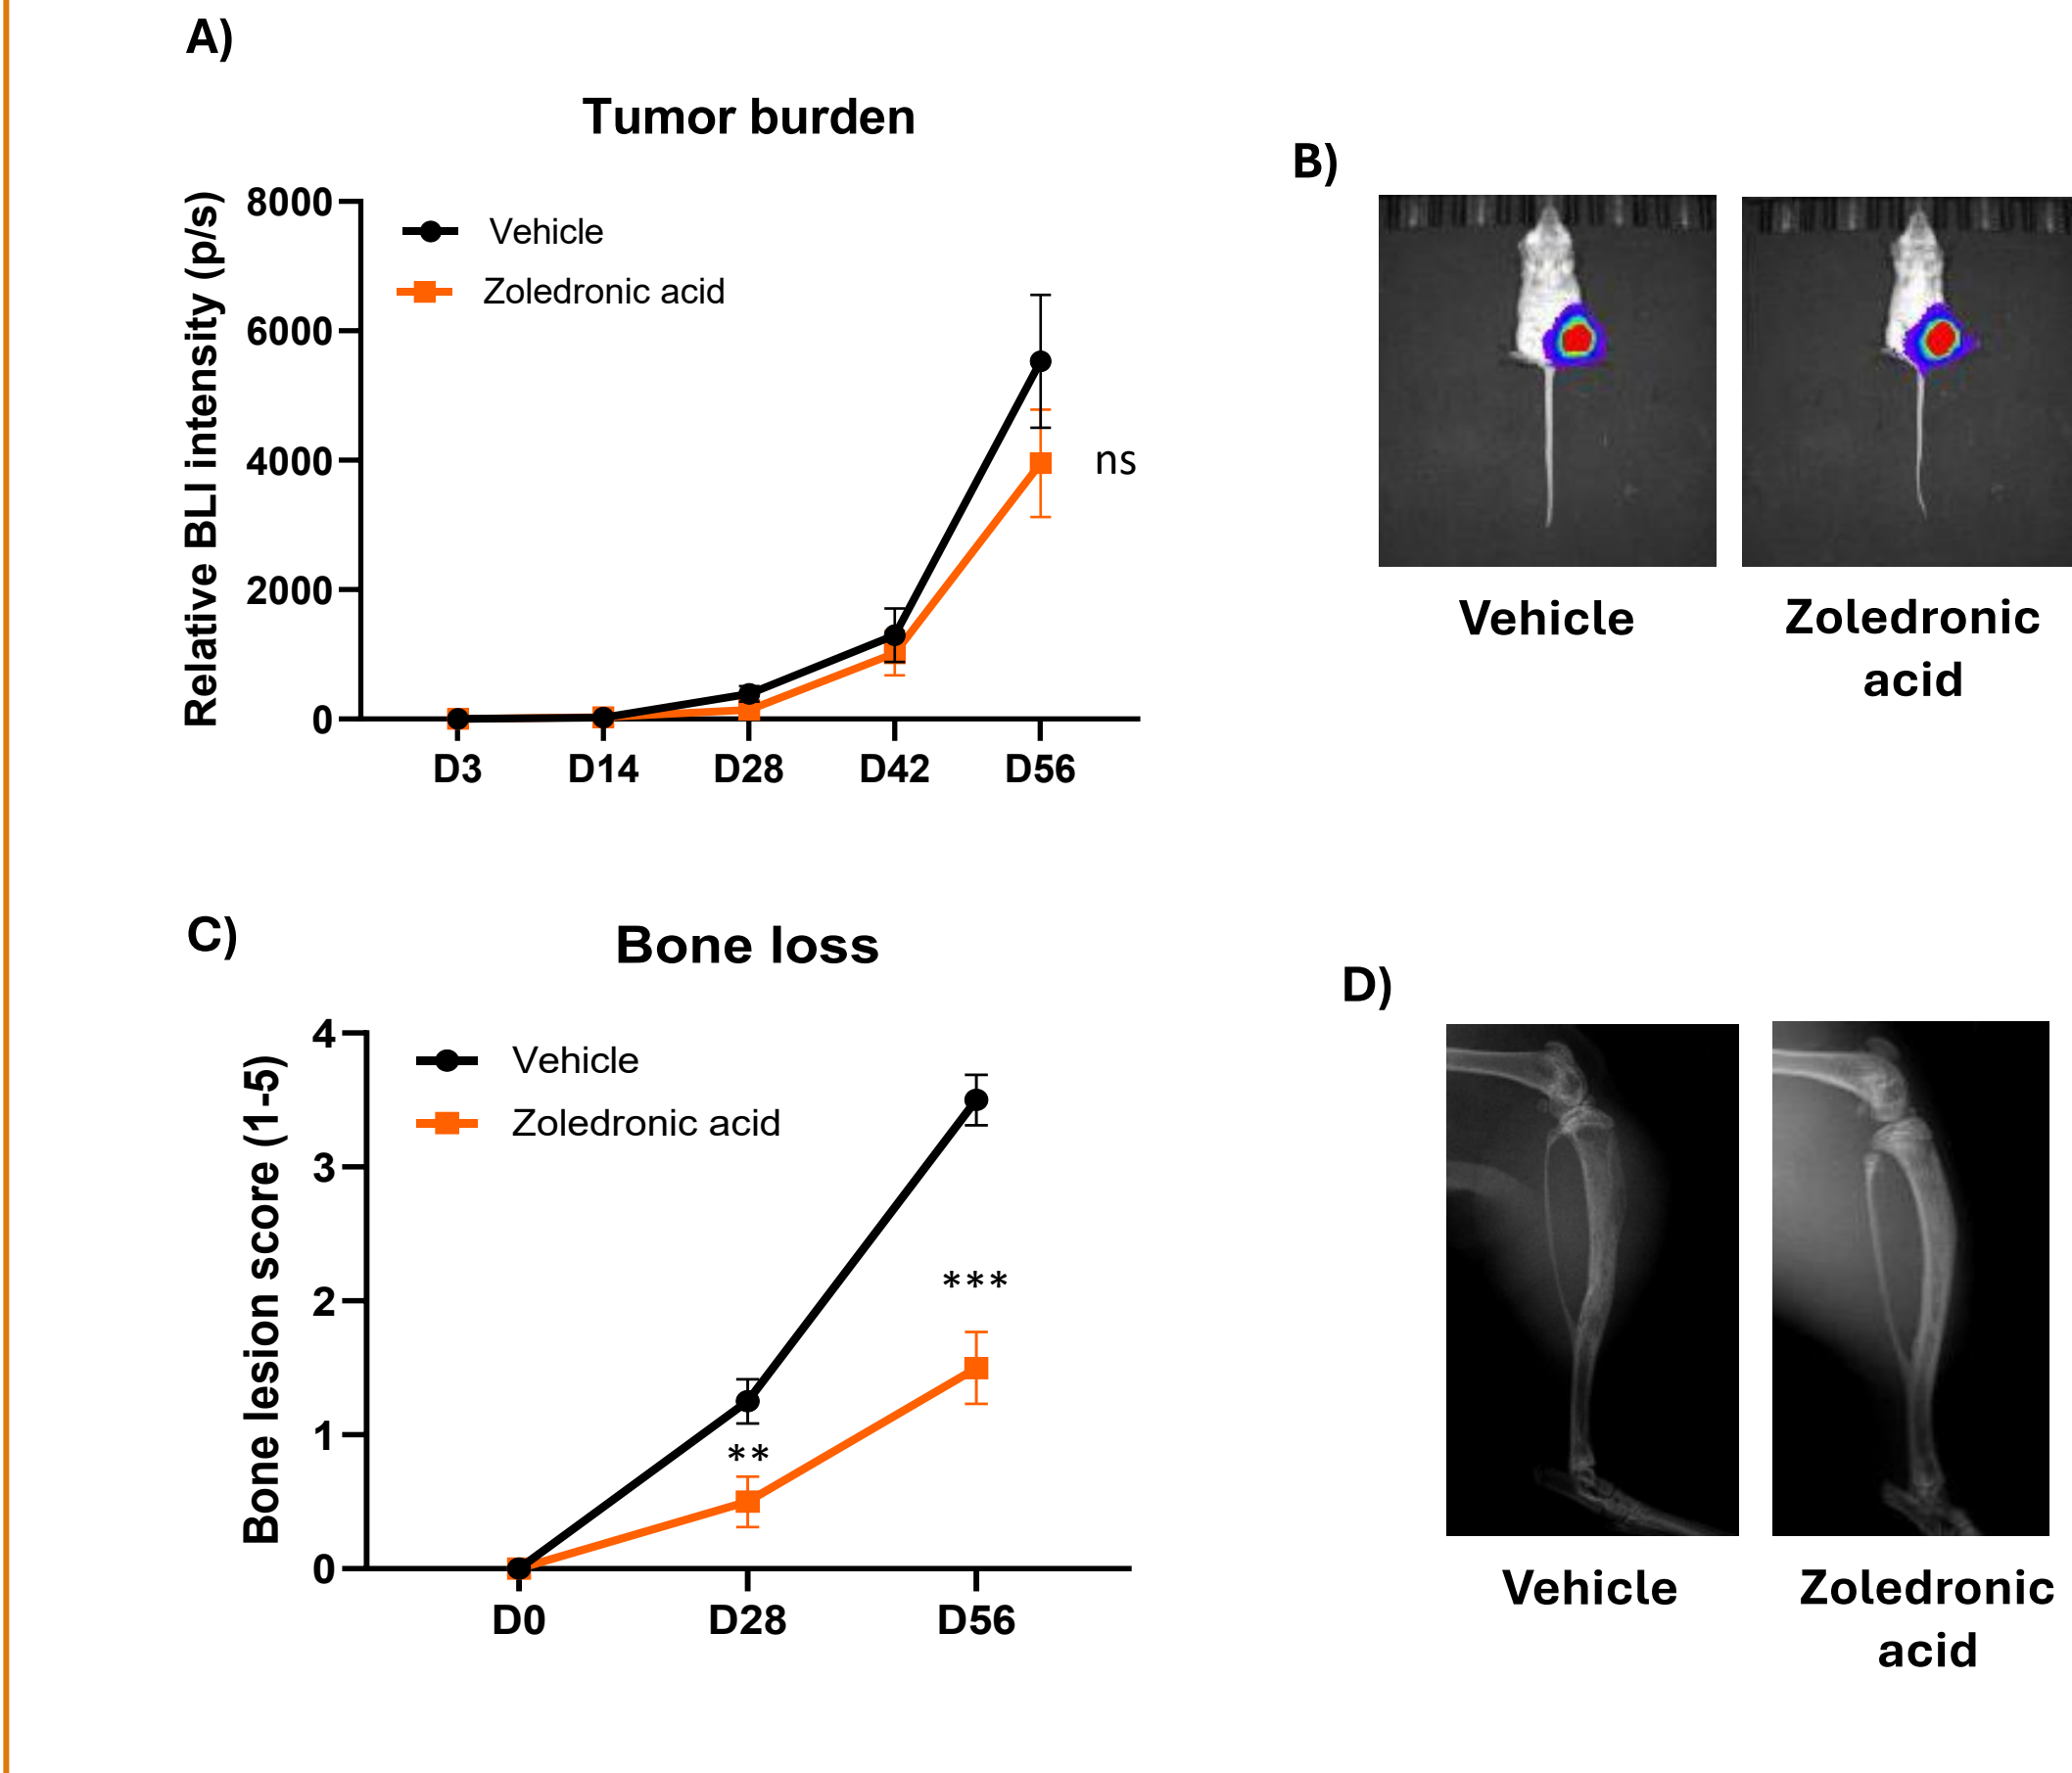 A)
Tumor burden
Relative BLI intensity (p/s)
8000
6000
4000
2000
0
Vehicle
Zoledronic acid
ns
D3 D14 D28 D42 D56
B)
Vehicle
Zoledronic
acid
C)
Bone loss
Bone lesion score (1-5)
4
3
2
1
0
Vehicle
Zoledronic acid
***
**
D0 D28 D56
D)
Vehicle
Zoledronic
acid